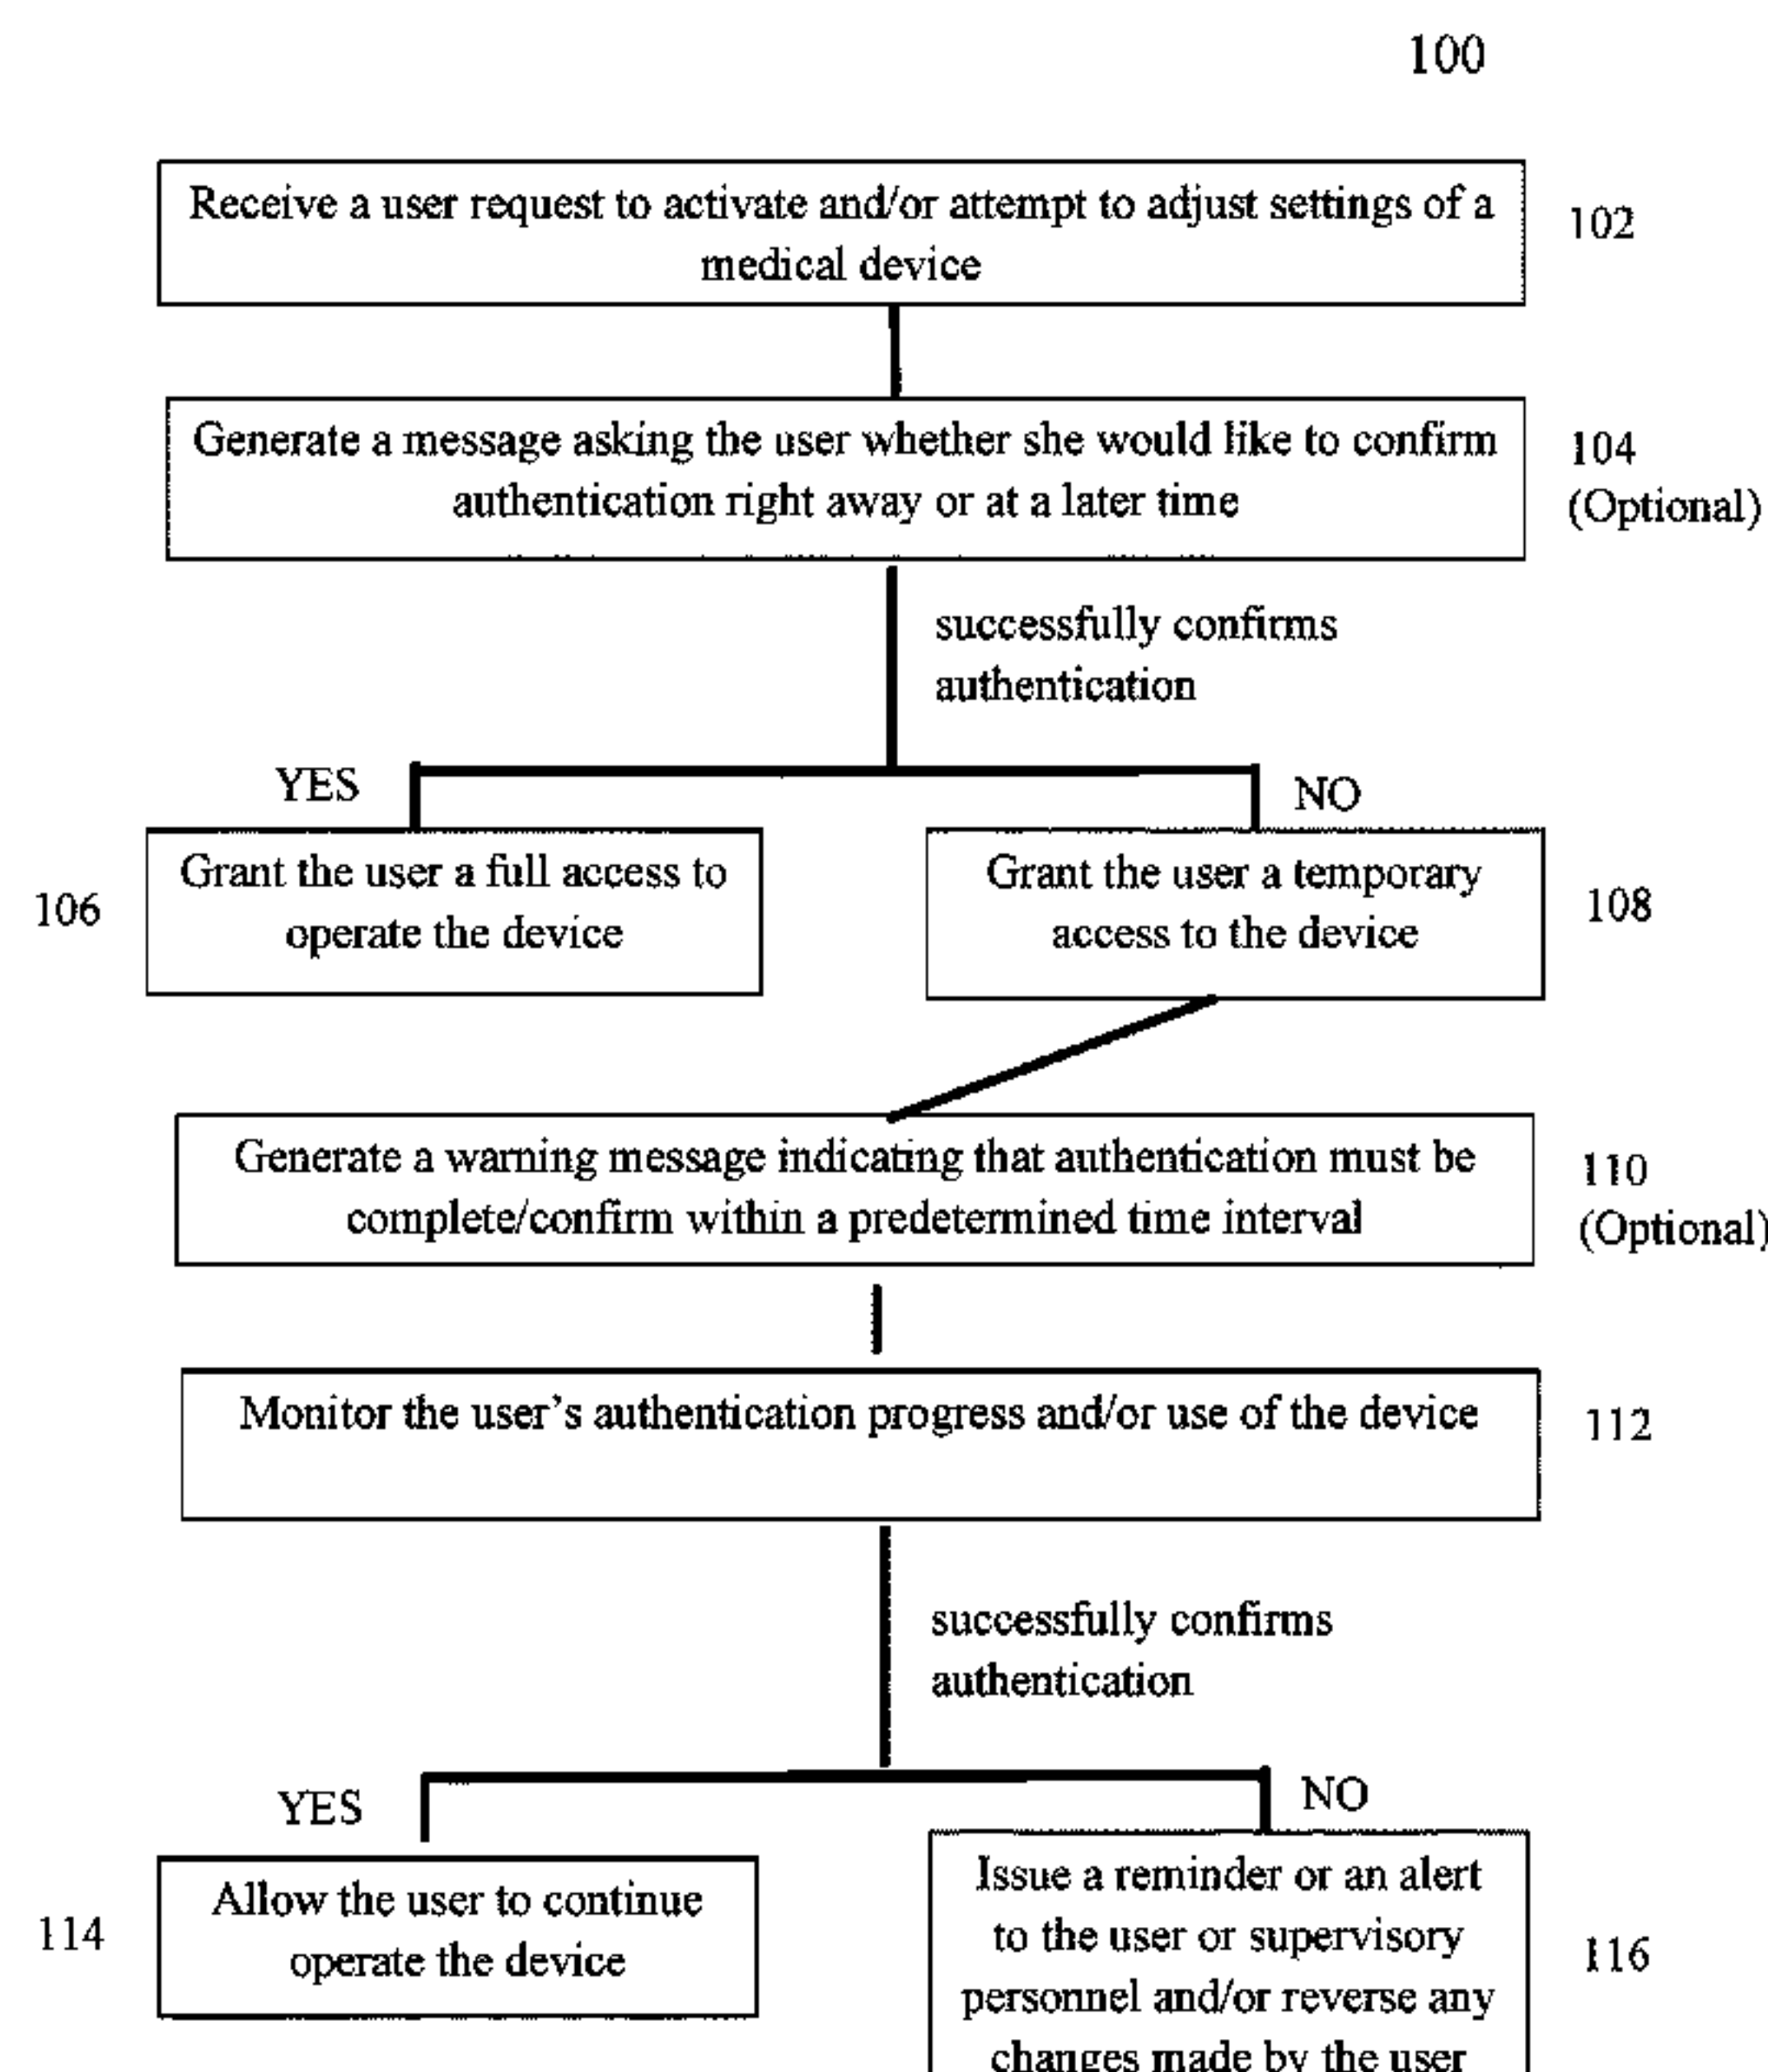 100
Receive a user request to activate and/or attempt to adjust settings of a
medical device
102
Generate a message asking the user whether she would like to confirm
authentication right away or at a later time
104
(Optional)
successfully confirms
authentication
YES
NO
106
Grant the user a full access to
operate the device
Grant the user a temporary
access to the device
108
Generate a warning message indicating that authentication must be
complete/confirm within a predetermined time interval
110
(Optional)
Monitor the user's authentication progress and/or use of the device
112
successfully confirms
authentication
YES
NO
114
Allow the user to continue
operate the device
Issue a reminder or an alert
to the user or supervisory
personnel and/or reverse any
changes made by the user
116